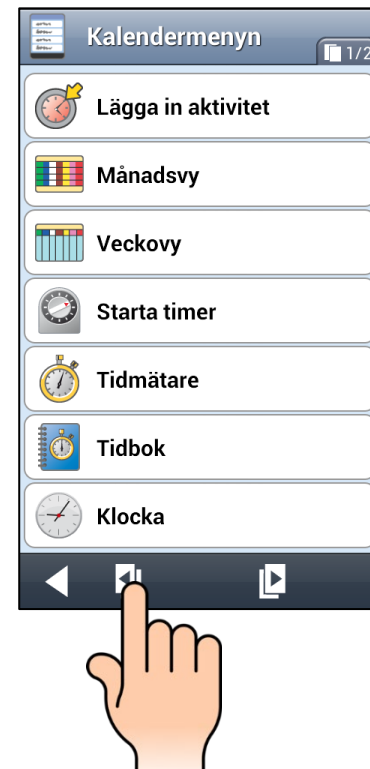 Kalendermenyn
1/2
Lägga in aktivitet
Månadsvy
Veckovy
Starta timer
Tidmätare
Tidbok
Klocka